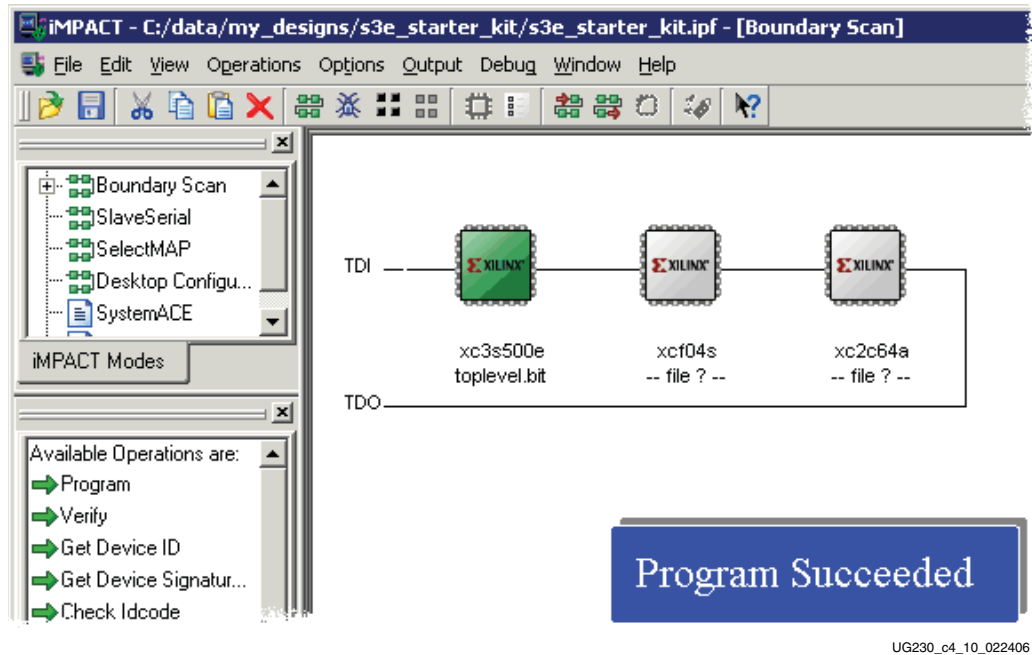 iMPACT - C:/data/my_designs/s3e_starter_kit/s3e_starter_kit.ipf - [Boundary Scan]
File Edit View Operations Options Output Debug Window Help
Boundary Scan
SlaveSerial
SelectMAP
Desktop Configu...
SystemACE
iMPACT Modes
Available Operations are:
Program
Verify
Get Device ID
Get Device Signatur...
Check Idcode
TDI
XILINX
XILINX
XILINX
xc3s500e
toplevel.bit
xcf04s
-- file ? --
xc2c64a
-- file ? --
TDO
Program Succeeded
UG230_c4_10_022406